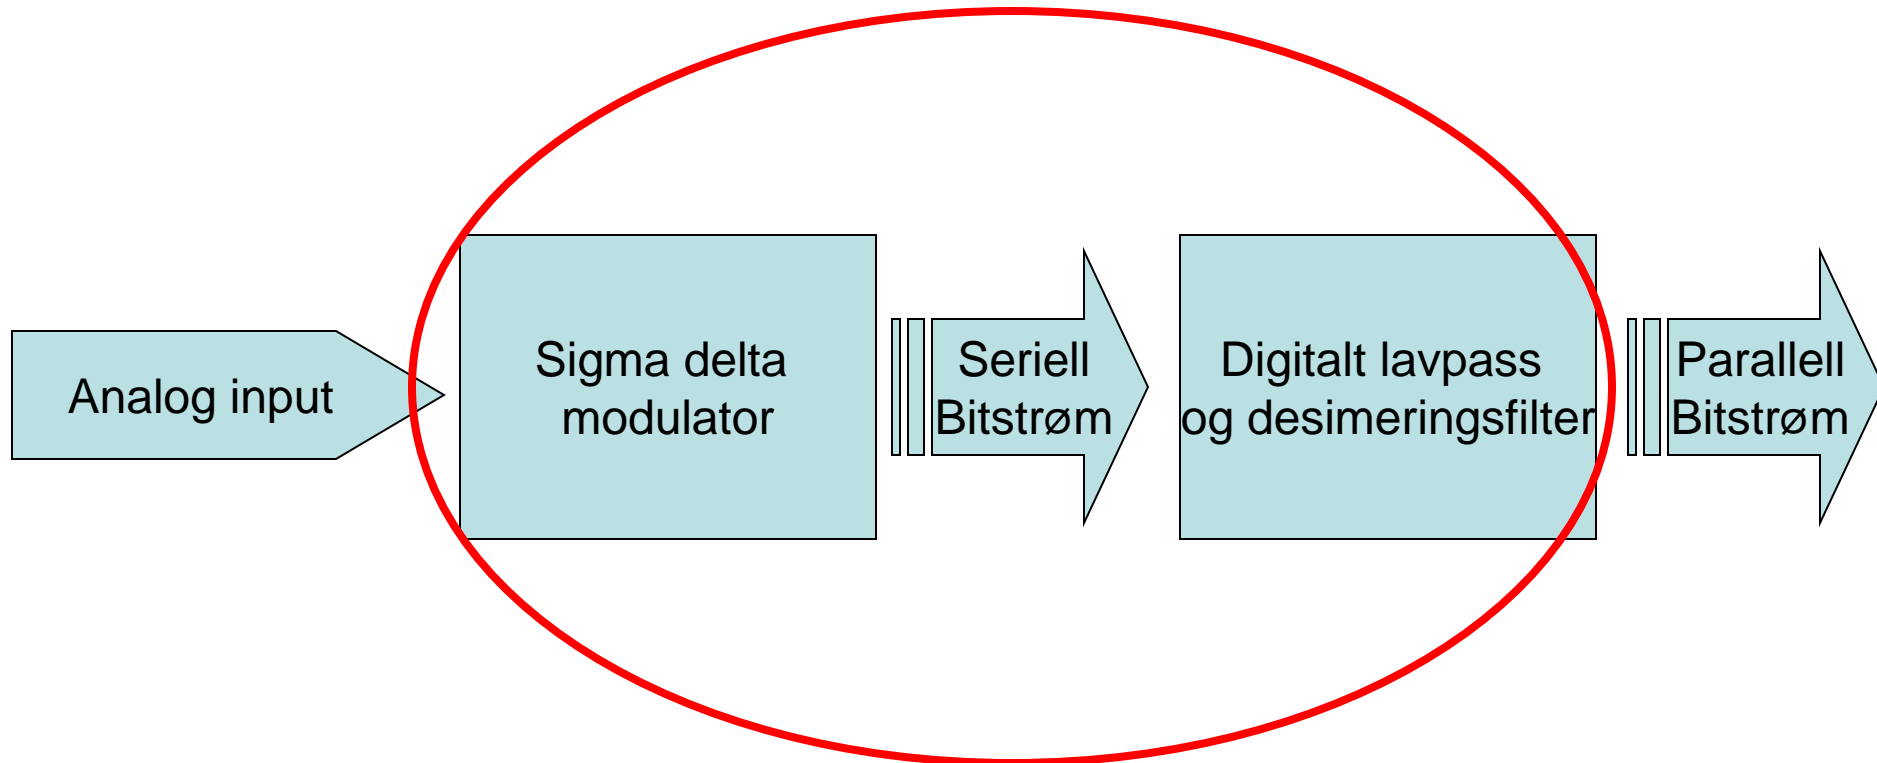 Analog input
Sigma delta
modulator
Seriell
Bitstrøm
Digitalt lavpass
og desimeringsfilter
Parallell
Bitstrøm